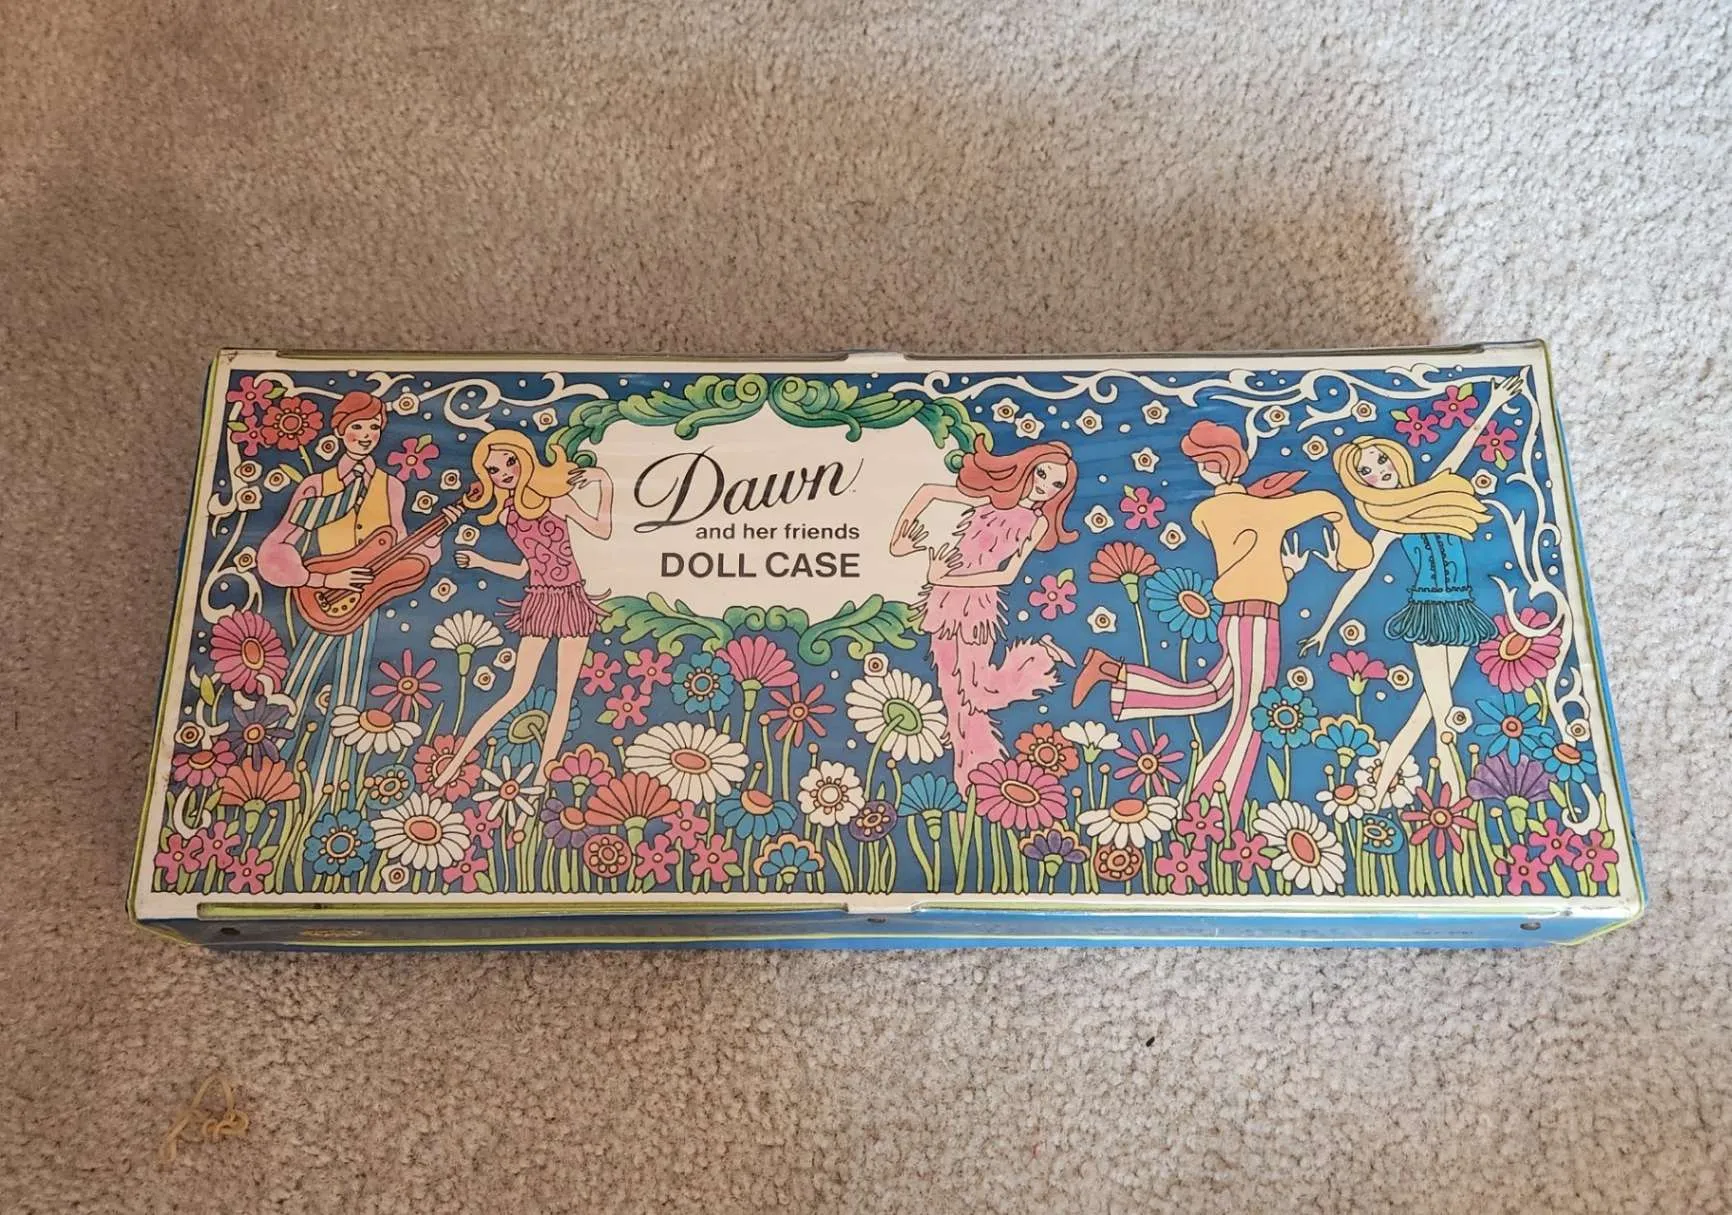 Dawn
and her friends
DOLL CASE